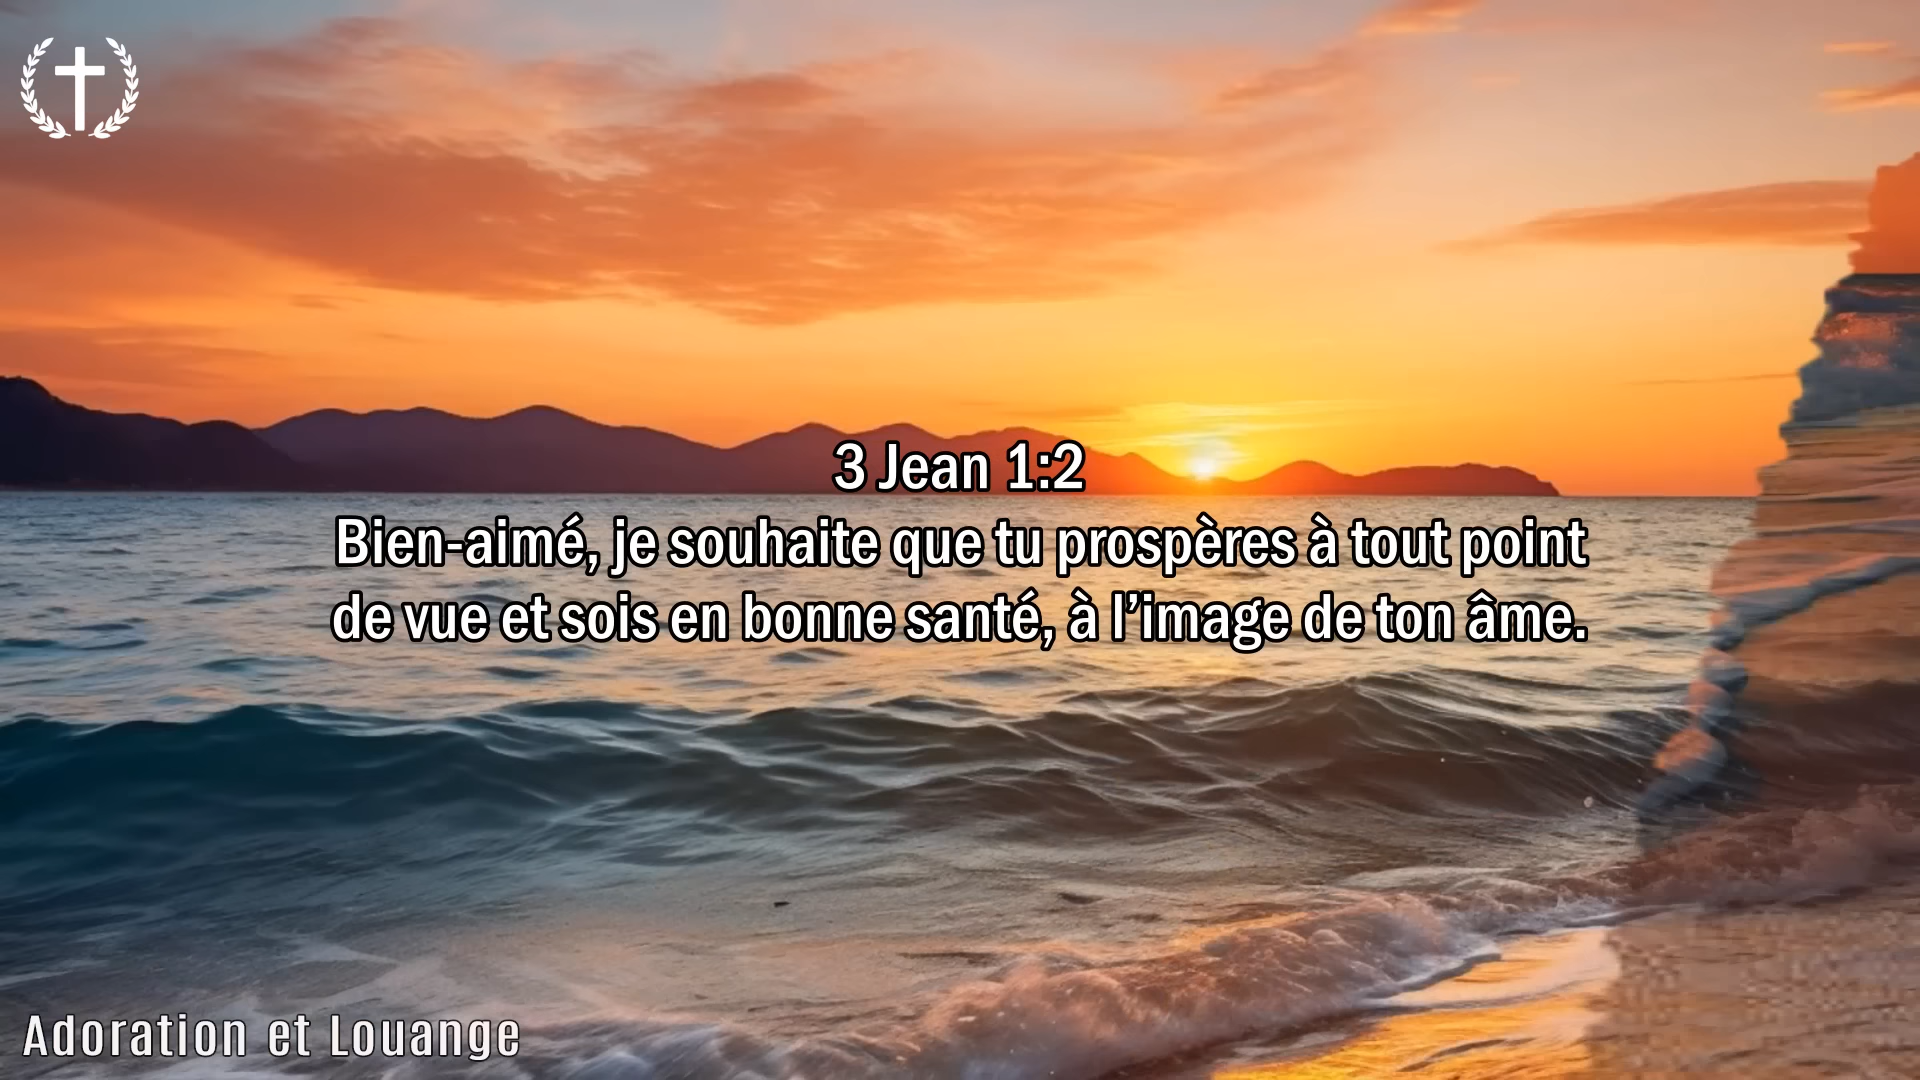 3 Jean 1:2
Bien-aimé, je souhaite que tu prospères à tout point
de vue et sois en bonne santé, à l’image de ton âme.
Adoration et Louange